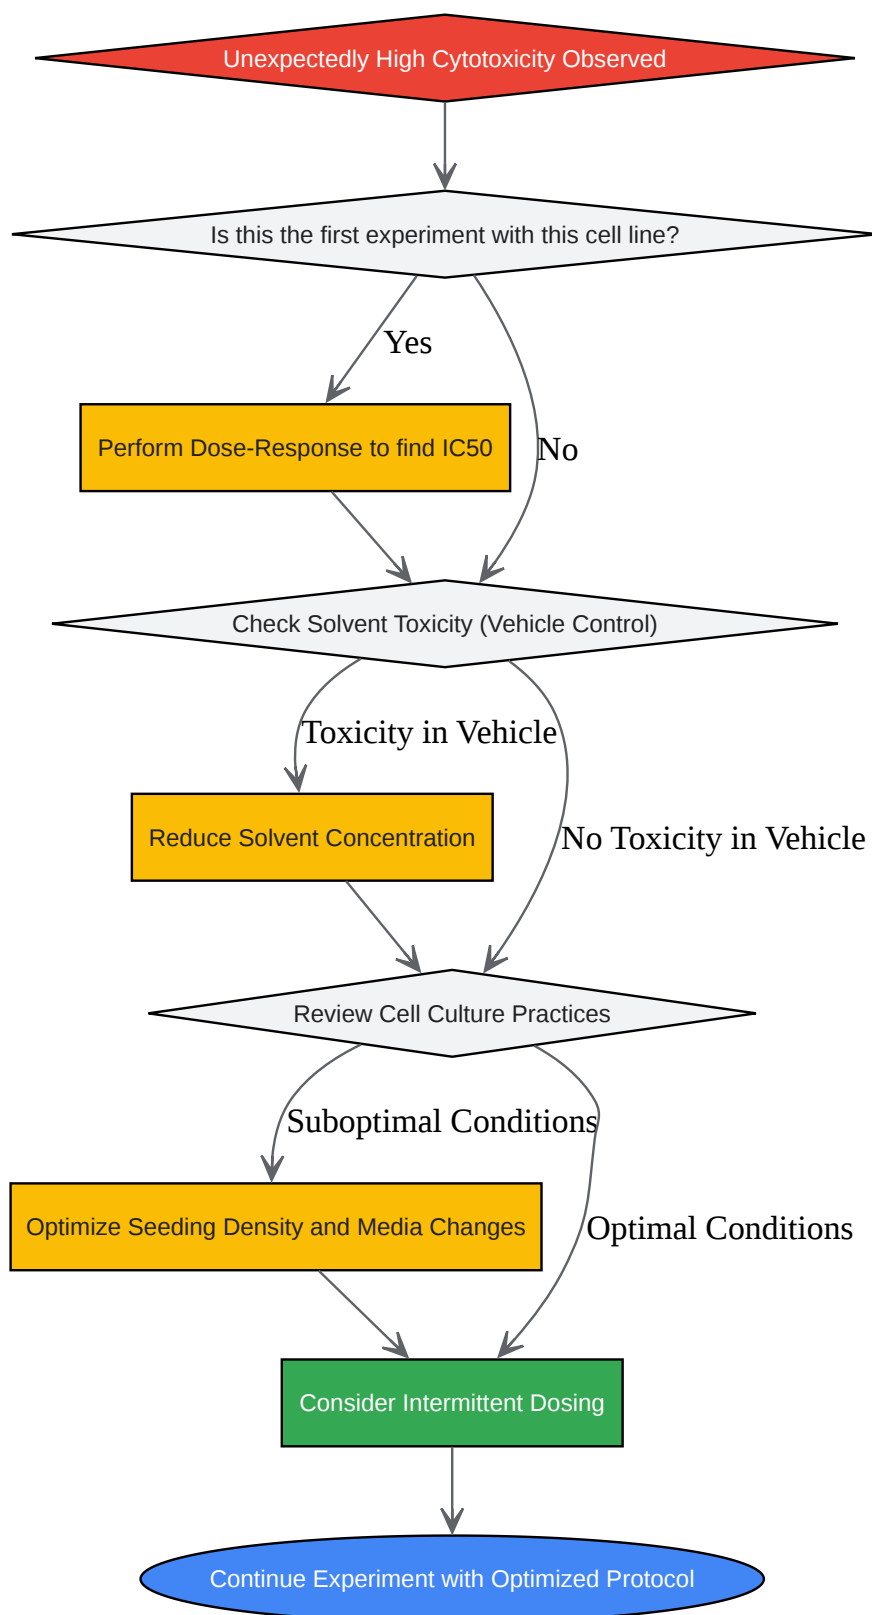 Unexpectedly High Cytotoxicity Observed
Is this the first experiment with this cell line?
Yes
Perform Dose-Response to find IC50
No
Check Solvent Toxicity (Vehicle Control)
Toxicity in Vehicle
Reduce Solvent Concentration
No Toxicity in Vehicle
Review Cell Culture Practices
Suboptimal Conditions
Optimize Seeding Density and Media Changes
Optimal Conditions
Consider Intermittent Dosing
Continue Experiment with Optimized Protocol